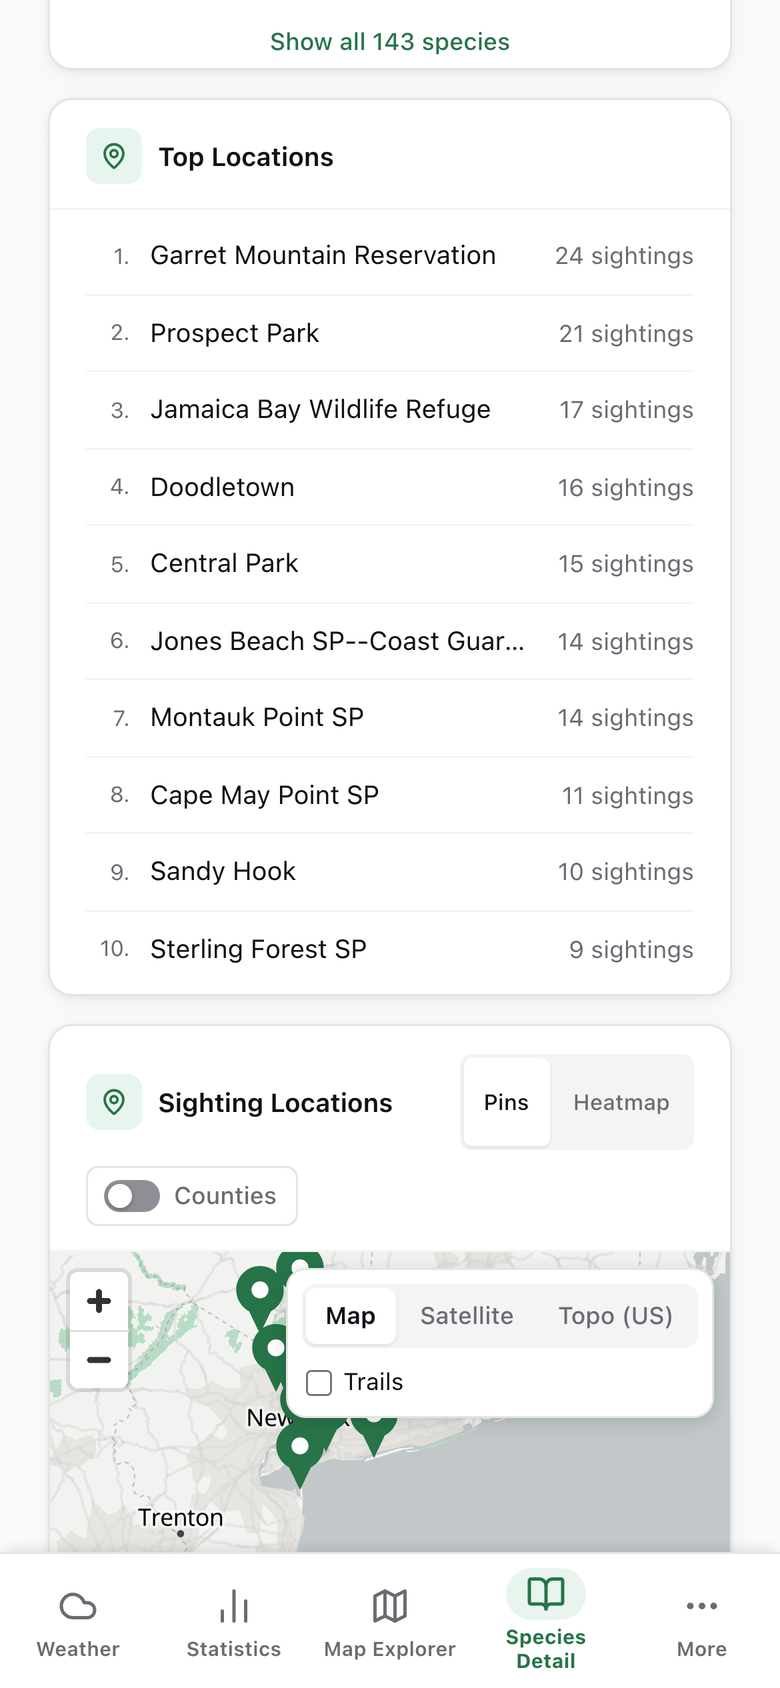 Show all 143 species
Top Locations
1. Garret Mountain Reservation 24 sightings
2. Prospect Park 21 sightings
3. Jamaica Bay Wildlife Refuge 17 sightings
4. Doodletown 16 sightings
5. Central Park 15 sightings
6. Jones Beach SP--Coast Guar... 14 sightings
7. Montauk Point SP 14 sightings
8. Cape May Point SP 11 sightings
9. Sandy Hook 10 sightings
10. Sterling Forest SP 9 sightings
Sighting Locations Pins Heatmap
Counties
+
Map Satellite Topo (US)
−
Trails
Trenton
Weather Statistics Map Explorer Species Detail More